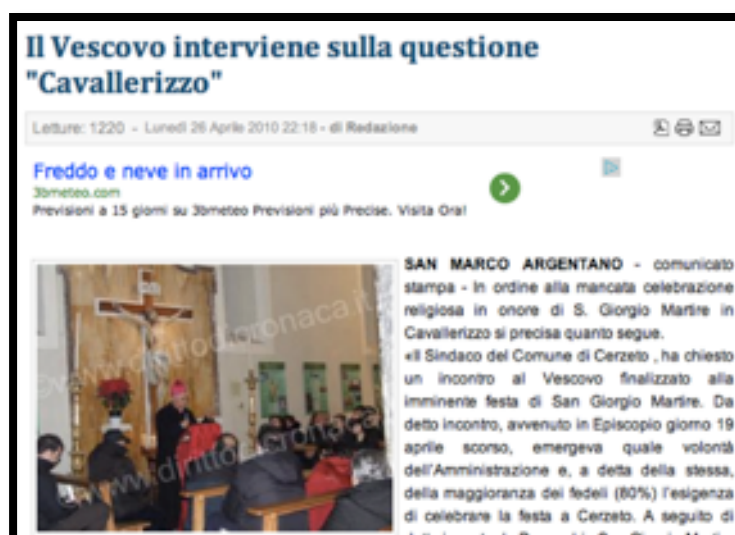 Il Vescovo interviene sulla questione
"Cavallerizzo"
Letture: 1220 - Lunedì 26 Aprile 2010 22:18 - di Redazione
Freddo e neve in arrivo
3bmeteo.com
Previsioni a 15 giorni su 3bmeteo Previsioni più Precise. Visita Ora!
©www.dirittodicronaca.it
©www.dirittodicronaca
SAN MARCO ARGENTANO - comunicato
stampa - In ordine alla mancata celebrazione
religiosa in onore di S. Giorgio Martire in
Cavallerizzo si precisa quanto segue.
«Il Sindaco del Comune di Cerzeto , ha chiesto
un incontro al Vescovo finalizzato alla
imminente festa di San Giorgio Martire. Da
detto incontro, avvenuto in Episcopio giorno 19
aprile scorso, emergeva quale volontà
dell'Amministrazione e, a detta della stessa,
della maggioranza dei fedeli (80%) l'esigenza
di celebrare la festa a Cerzeto. A seguito di